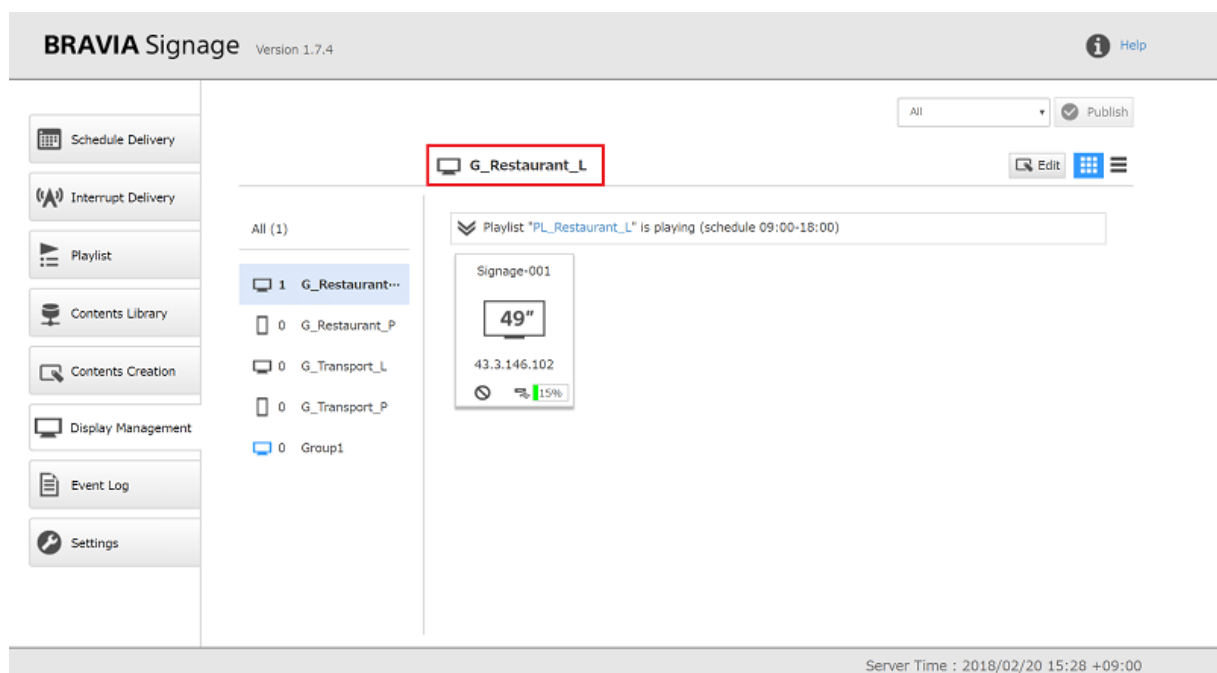 BRAVIA Signage Version 1.7.4
Help
All
Publish
Schedule Delivery
G_Restaurant_L
Edit
Interrupt Delivery
All (1)
Playlist "PL_Restaurant_L" is playing (schedule 09:00-18:00)
Playlist
Signage-001
1 G_Restaurant···
Contents Library
49"
0 G_Restaurant_P
43.3.146.102
0 G_Transport_L
Contents Creation
15%
0 G_Transport_P
Display Management
0 Group1
Event Log
Settings
Server Time : 2018/02/20 15:28 +09:00